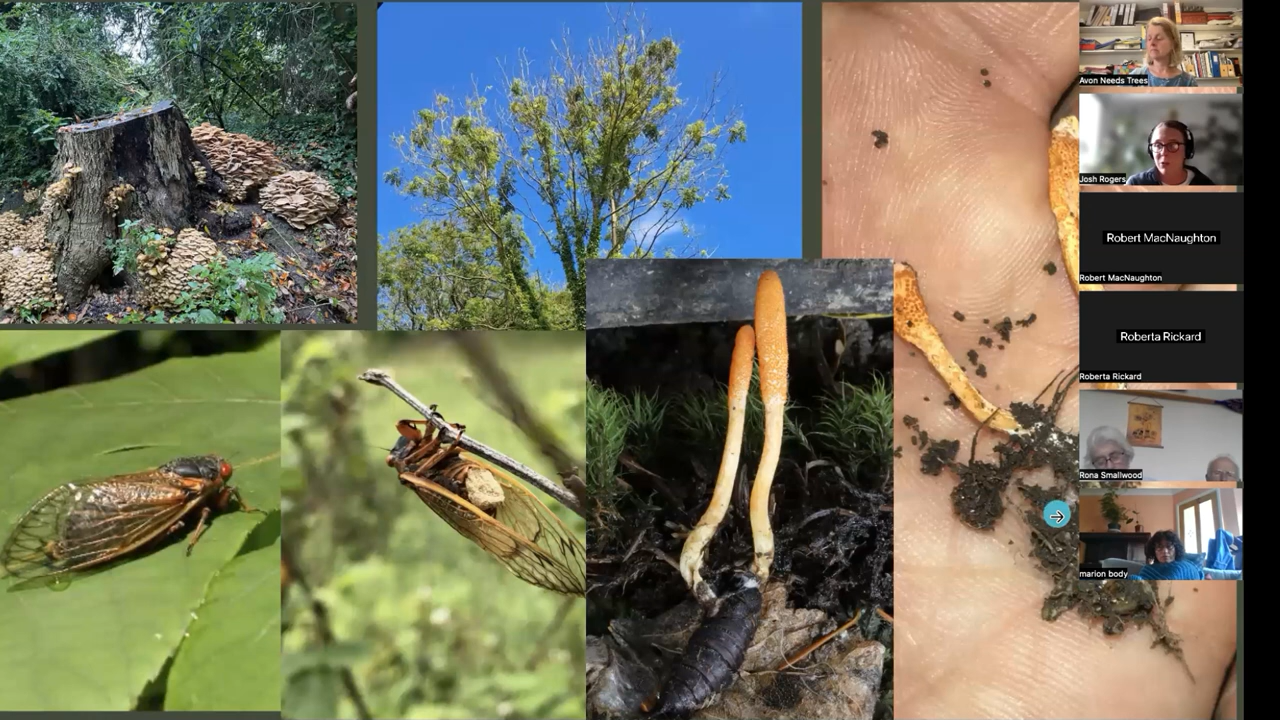 Avon Needs Trees
Josh Rogers
Robert MacNaughton
Robert MacNaughton
Roberta Rickard
Roberta Rickard
Rona Smallwood
marion body